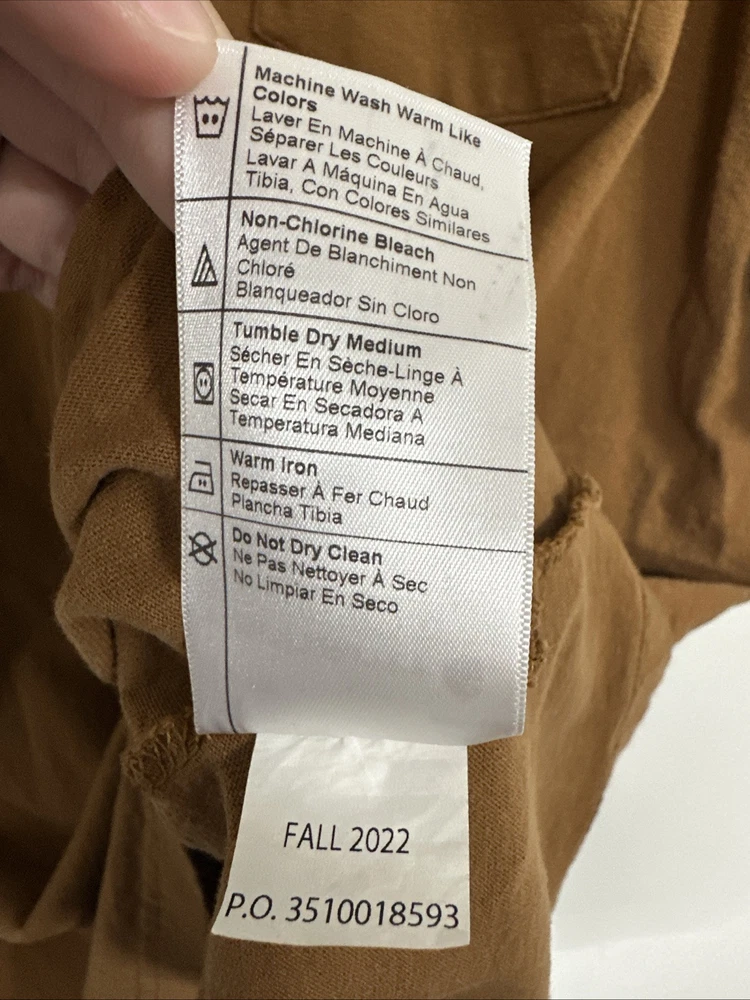 Machine Wash Warm Like
Colors
Laver En Machine À Chaud,
Séparer Les Couleurs
Lavar A Máquina En Agua
Tibia, Con Colores Similares
Non-Chlorine Bleach
Agent De Blanchiment Non
Chloré
Blanqueador Sin Cloro
Tumble Dry Medium
Sécher En Sèche-Linge À
Température Moyenne
Secar En Secadora A
Temperatura Mediana
Warm Iron
Repasser À Fer Chaud
Plancha Tibia
Do Not Dry Clean
Ne Pas Nettoyer À Sec
No Limpiar En Seco
FALL 2022
P.O. 3510018593